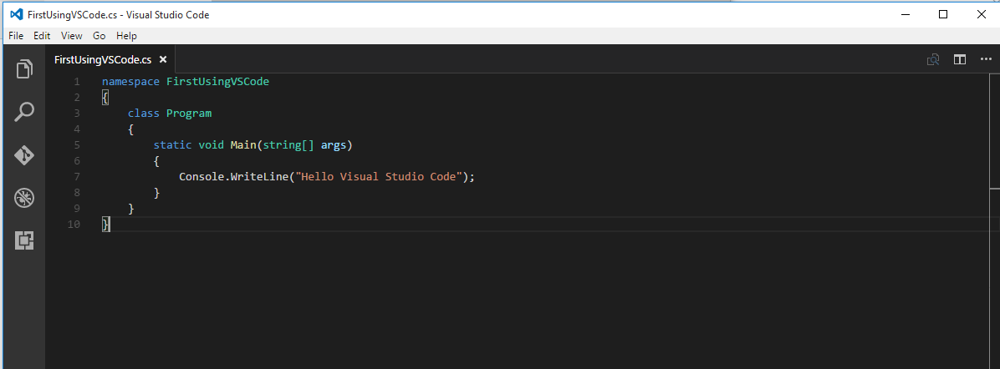 FirstUsingVSCode.cs - Visual Studio Code
File Edit View Go Help
FirstUsingVSCode.cs
1 namespace FirstUsingVSCode
2 {
3     class Program
4     {
5         static void Main(string[] args)
6         {
7             Console.WriteLine("Hello Visual Studio Code");
8         }
9     }
10 }